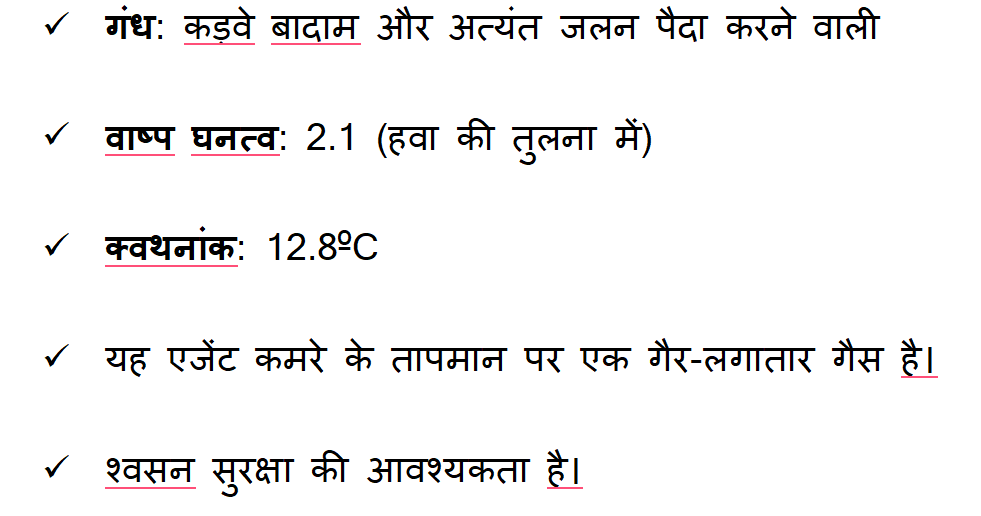 ✓ गंध: कड़वे बादाम और अत्यंत जलन पैदा करने वाली
✓ वाष्प घनत्व: 2.1 (हवा की तुलना में)
✓ क्वथनांक: 12.8ºC
✓ यह एजेंट कमरे के तापमान पर एक गैर-लगातार गैस है।
✓ श्वसन सुरक्षा की आवश्यकता है।